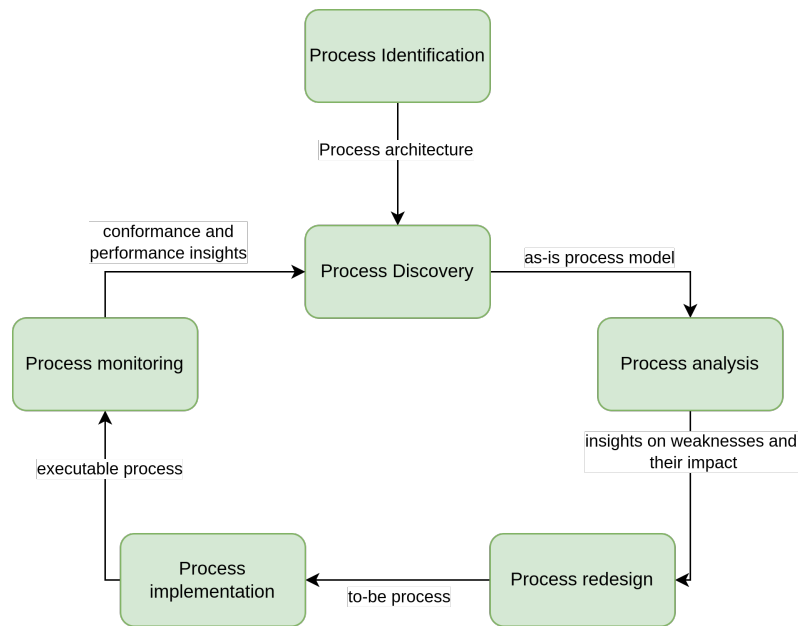 Process Identification
Process architecture
conformance and
performance insights
Process Discovery
as-is process model
Process monitoring
Process analysis
insights on weaknesses and
their impact
executable process
Process
implementation
to-be process
Process redesign